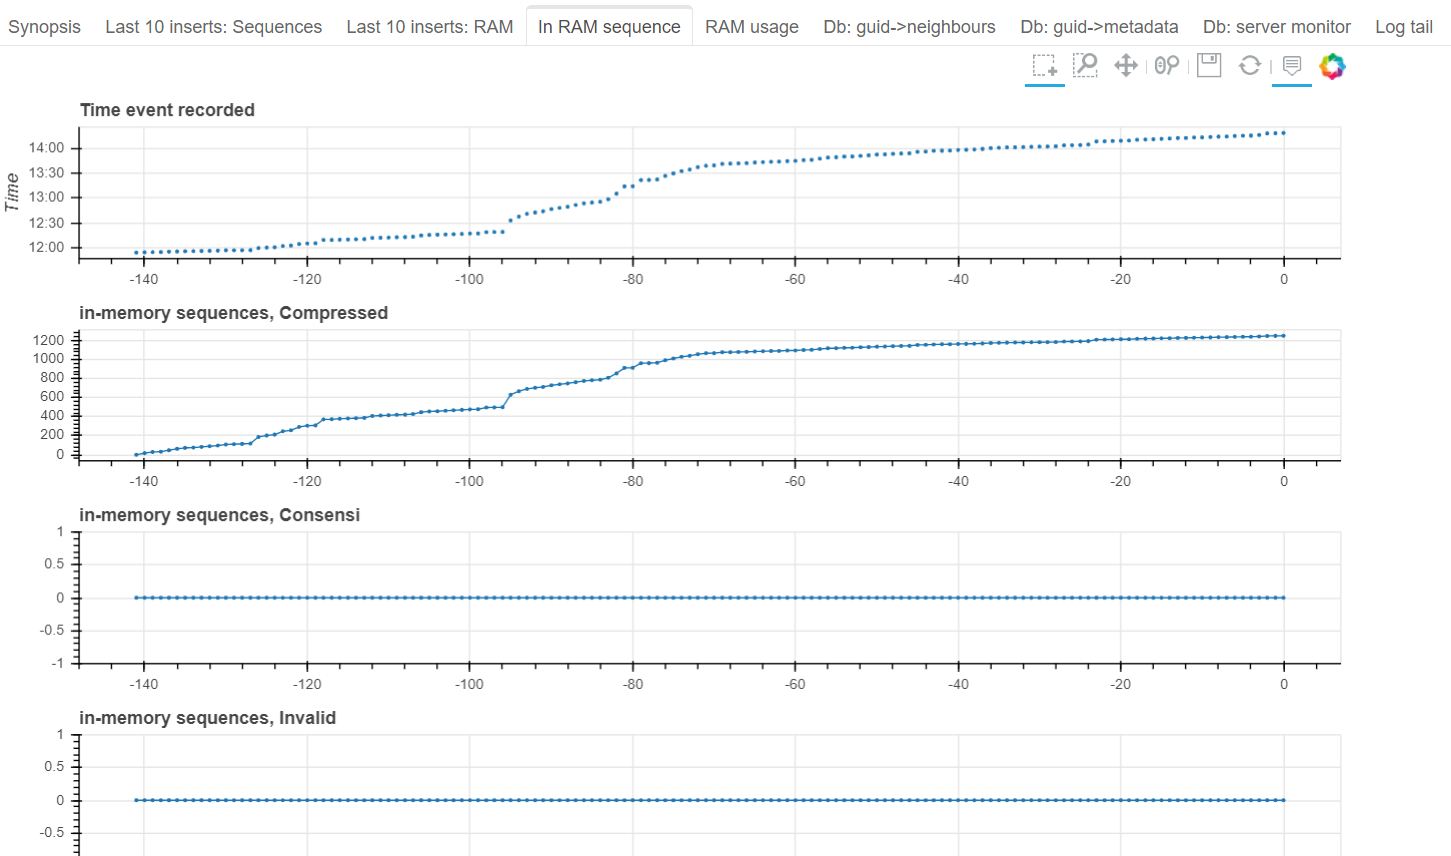 Synopsis Last 10 inserts: Sequences Last 10 inserts: RAM In RAM sequence RAM usage Db: guid->neighbours Db: guid->metadata Db: server monitor Log tail
Time event recorded
Time
14:00
13:30
13:00
12:30
12:00
-140 -120 -100 -80 -60 -40 -20 0
in-memory sequences, Compressed
1200
1000
800
600
400
200
0
-140 -120 -100 -80 -60 -40 -20 0
in-memory sequences, Consensi
1
0.5
0
-0.5
-1
-140 -120 -100 -80 -60 -40 -20 0
in-memory sequences, Invalid
1
0.5
0
-0.5